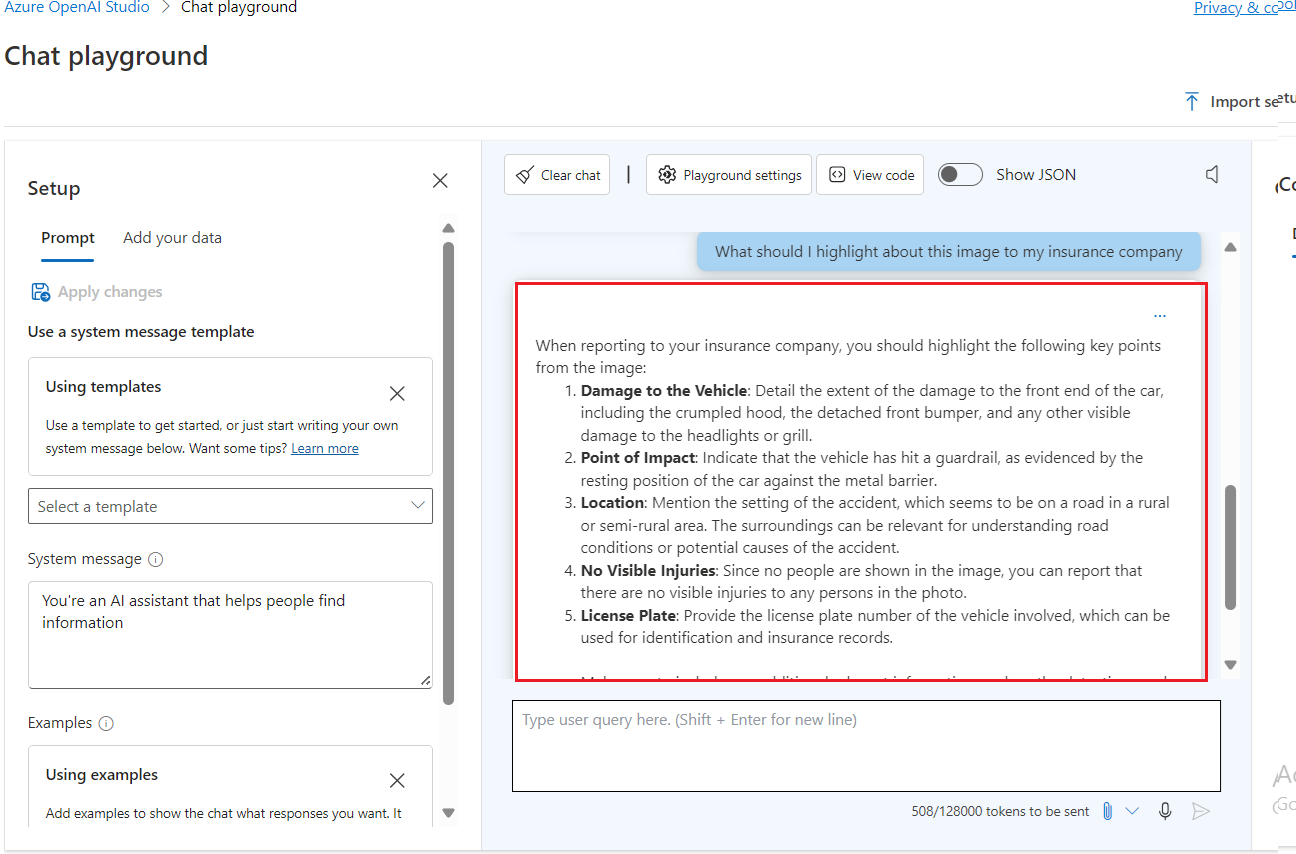 Azure OpenAI Studio > Chat playground
Privacy &
Chat playground
Import
Setup
Prompt Add your data
Apply changes
Use a system message template
Using templates
Use a template to get started, or just start writing your own
system message below. Want some tips? Learn more
Select a template
System message
You're an AI assistant that helps people find
information
Examples
Using examples
Add examples to show the chat what responses you want. It
Clear chat | Playground settings View code Show JSON
What should I highlight about this image to my insurance company
...
When reporting to your insurance company, you should highlight the following key points
from the image:
1. Damage to the Vehicle: Detail the extent of the damage to the front end of the car,
including the crumpled hood, the detached front bumper, and any other visible
damage to the headlights or grill.
2. Point of Impact: Indicate that the vehicle has hit a guardrail, as evidenced by the
resting position of the car against the metal barrier.
3. Location: Mention the setting of the accident, which seems to be on a road in a rural
or semi-rural area. The surroundings can be relevant for understanding road
conditions or potential causes of the accident.
4. No Visible Injuries: Since no people are shown in the image, you can report that
there are no visible injuries to any persons in the photo.
5. License Plate: Provide the license plate number of the vehicle involved, which can be
used for identification and insurance records.
Type user query here. (Shift + Enter for new line)
508/128000 tokens to be sent